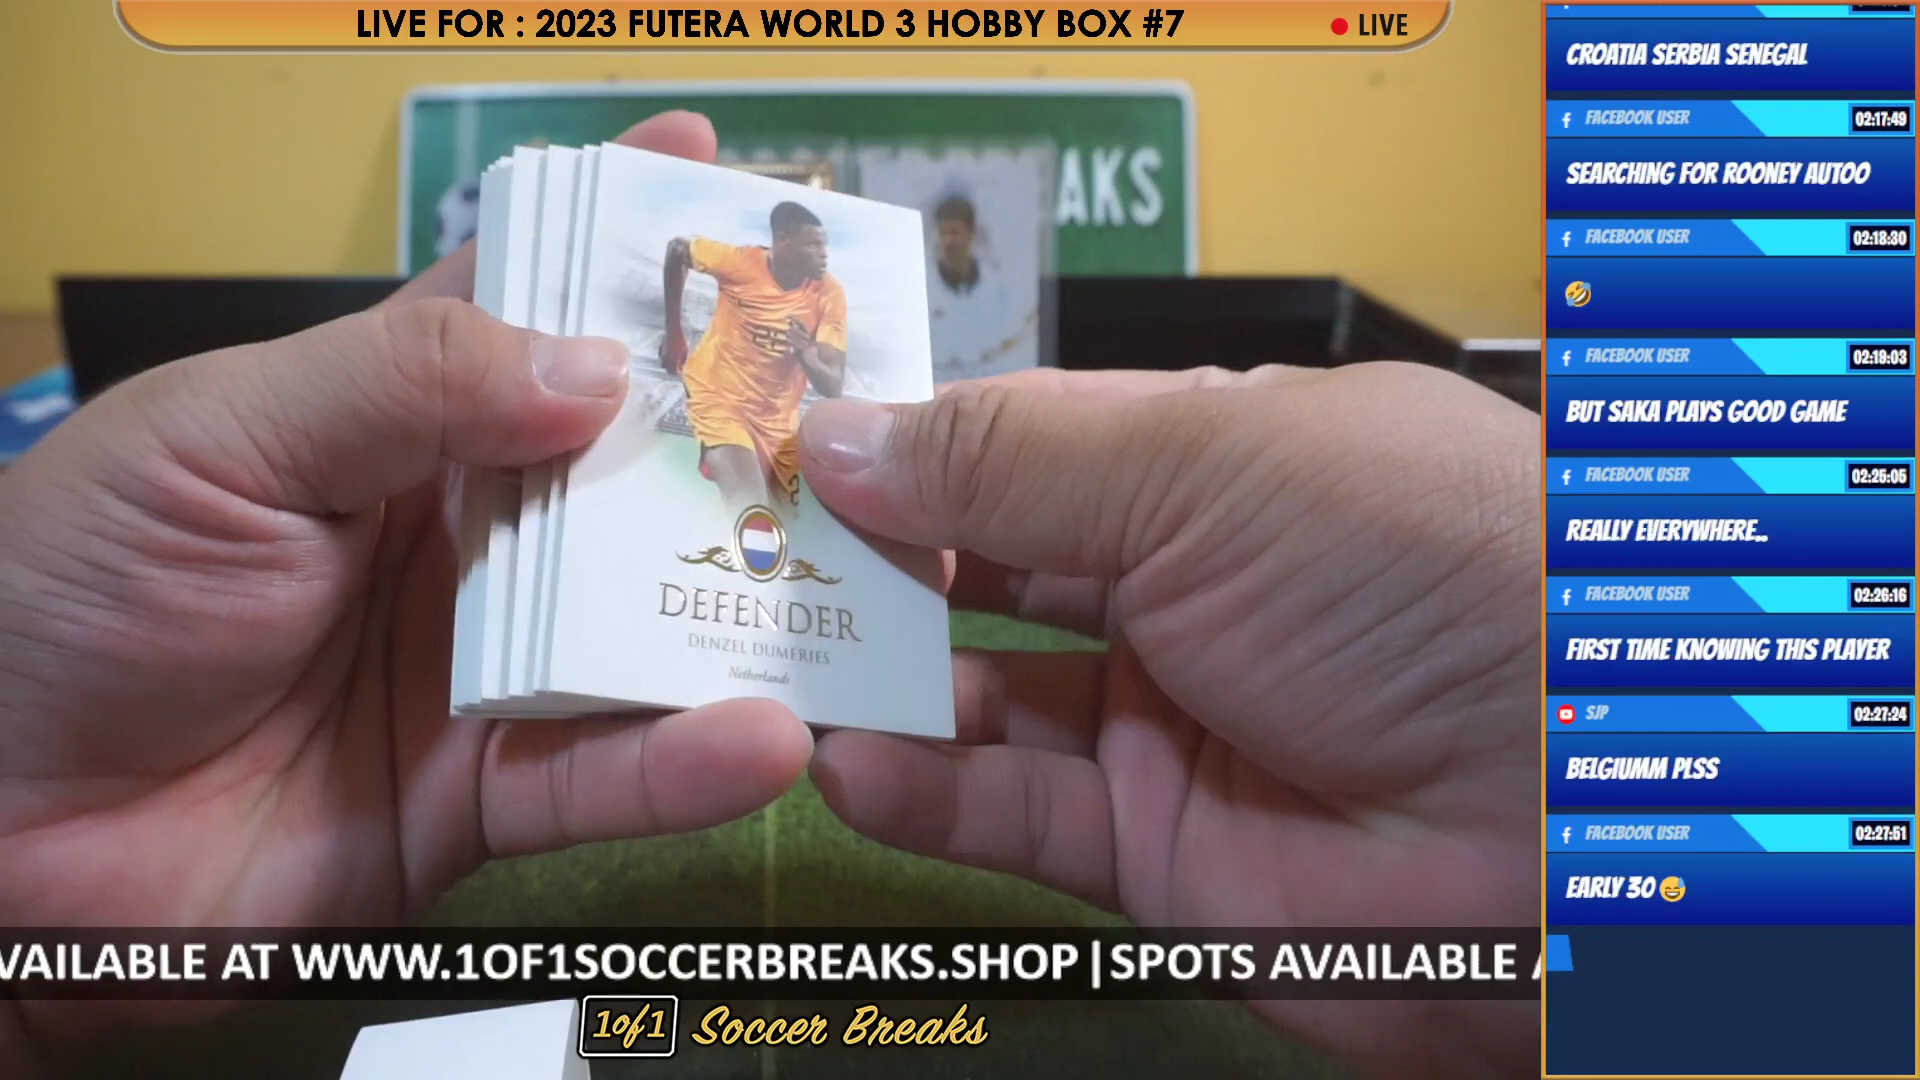 LIVE FOR : 2023 FUTERA WORLD 3 HOBBY BOX #7
LIVE
AKS
DEFENDER
DENZEL DUMFRIES
Netherlands
VAILABLE AT WWW.1OF1SOCCERBREAKS.SHOP | SPOTS AVAILABLE
1of1 Soccer Breaks
CROATIA SERBIA SENEGAL
FACEBOOK USER 02:17:49
SEARCHING FOR ROONEY AUTOO
FACEBOOK USER 02:18:30
🤣
FACEBOOK USER 02:19:03
BUT SAKA PLAYS GOOD GAME
FACEBOOK USER 02:25:05
REALLY EVERYWHERE..
FACEBOOK USER 02:26:16
FIRST TIME KNOWING THIS PLAYER
SJP 02:27:24
BELGIUMM PLSS
FACEBOOK USER 02:27:51
EARLY 30 😅